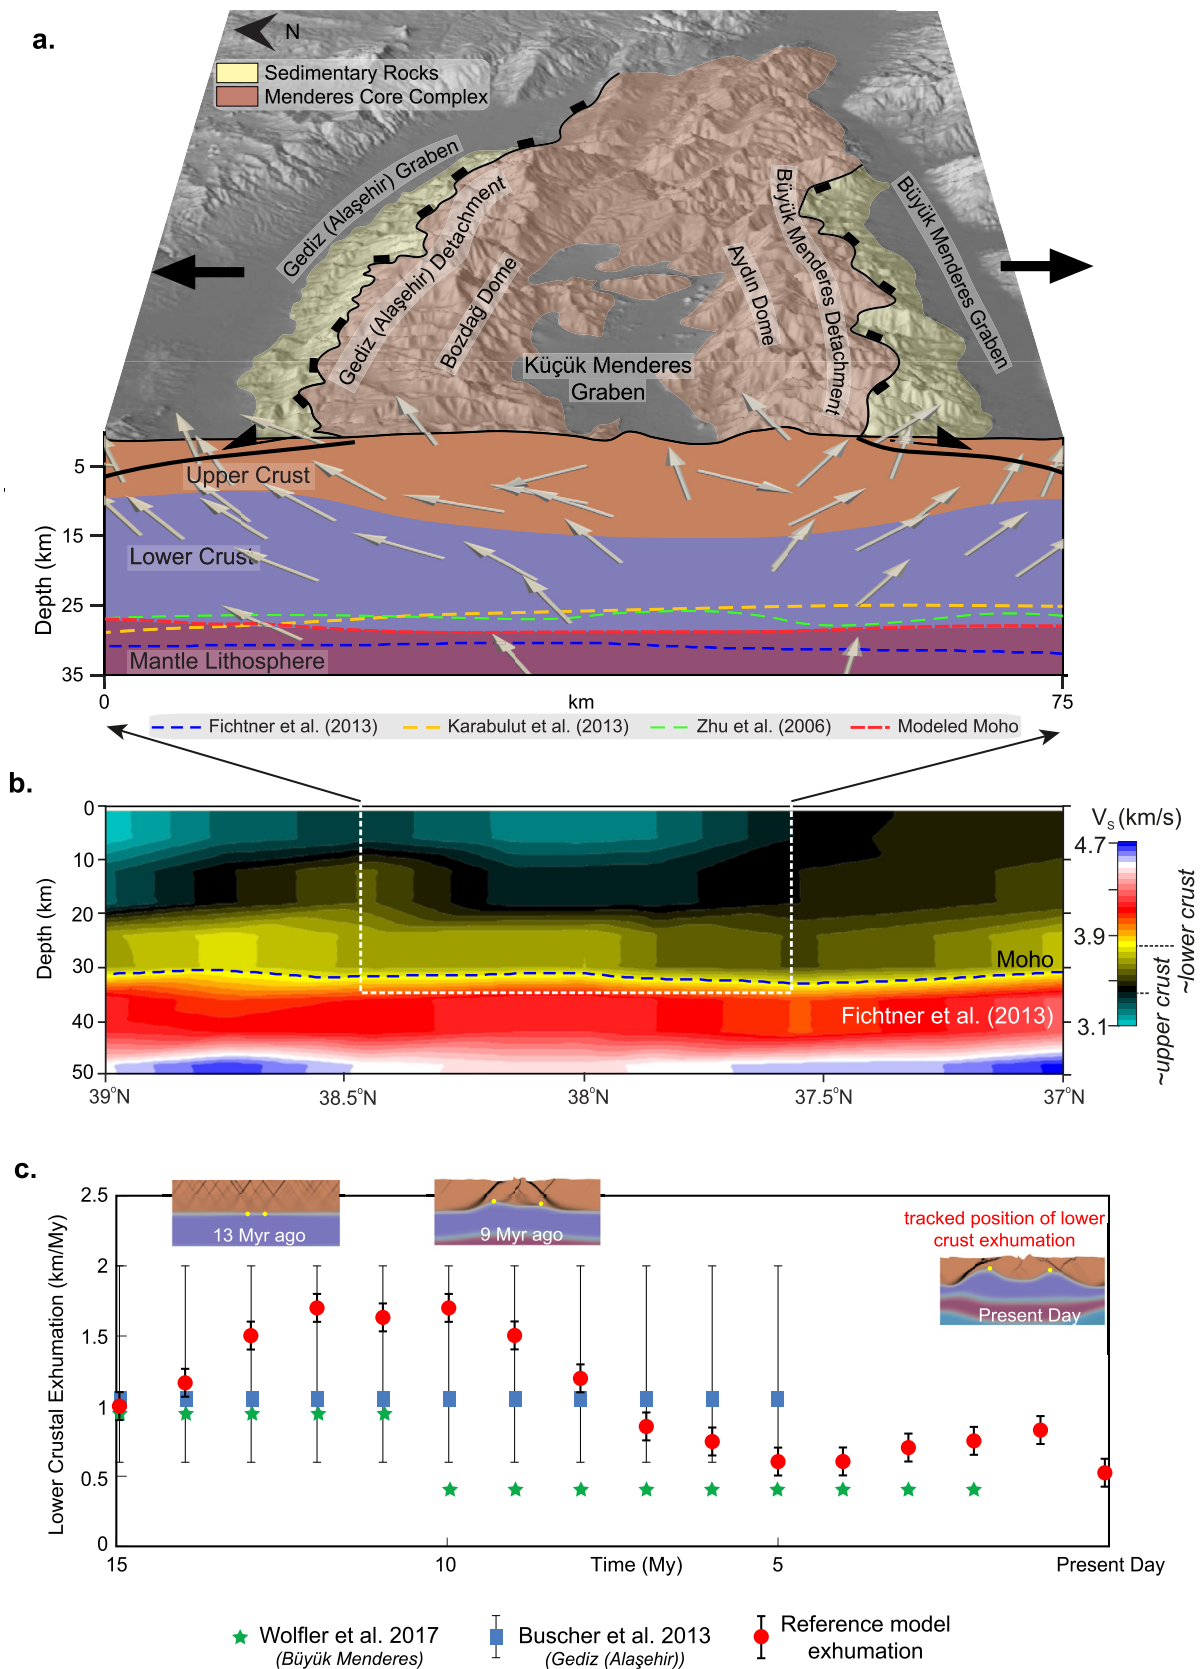 a.
N
Sedimentary Rocks
Menderes Core Complex
Gediz (Alaşehir) Graben
Gediz (Alaşehir) Detachment
Bozdağ Dome
Büyük Menderes Detachment
Büyük Menderes Graben
Aydın Dome
Küçük Menderes
Graben
Upper Crust
Lower Crust
Mantle Lithosphere
Depth (km)
5
15
25
35
0
km
75
Fichtner et al. (2013)
Karabulut et al. (2013)
Zhu et al. (2006)
Modeled Moho
b.
Depth (km)
0
10
20
30
40
50
Moho
Fichtner et al. (2013)
39°N
38.5°N
38°N
37.5°N
37°N
Vs (km/s)
4.7
3.9
3.1
~upper crust
~lower crust
c.
Lower Crustal Exhumation (km/My)
2.5
2
1.5
1
0.5
0
13 Myr ago
9 Myr ago
tracked position of lower
crust exhumation
Present Day
15
10
Time (My)
5
Present Day
Wolfler et al. 2017
(Büyük Menderes)
Buscher et al. 2013
(Gediz (Alaşehir))
Reference model
exhumation